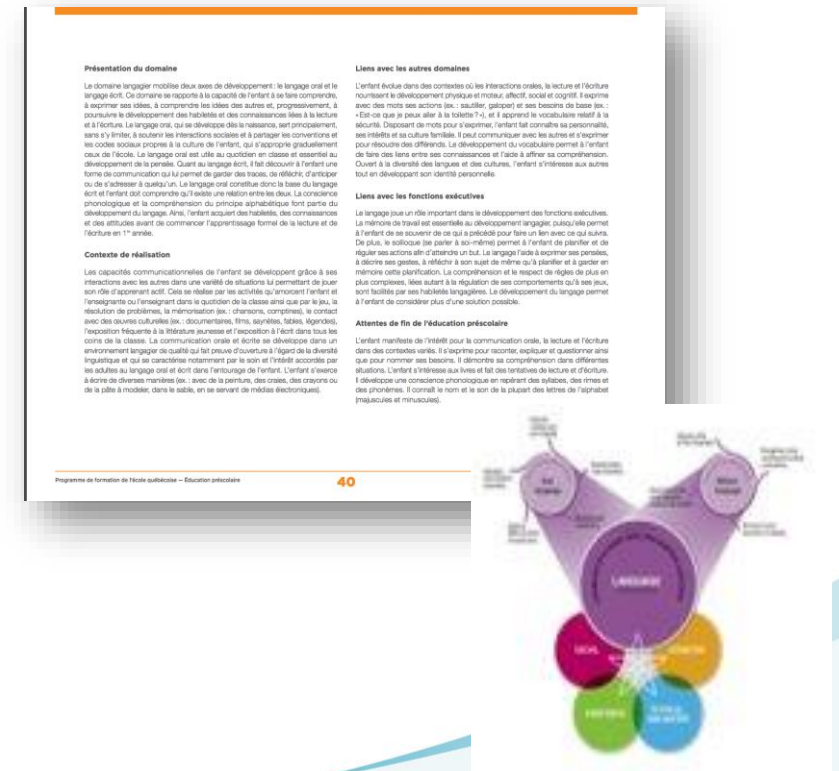 Présentation du domaine
Le domaine langagier mobilise deux axes de développement : le langage oral et le
langage écrit. Ce domaine se rapporte à la capacité de l'enfant à se faire comprendre,
à exprimer ses idées, à comprendre les idées des autres et, progressivement, à
poursuivre le développement des habiletés et des connaissances liées à la lecture
et à l'écriture. Le langage oral, qui se développe dès la naissance, sert principalement,
sans s'y limiter, à soutenir les interactions sociales et à partager les conventions et
les codes sociaux propres à la culture de l'enfant, qui s'approprie graduellement
ceux de l'école. Le langage oral est utile au quotidien en classe et essentiel au
développement de la pensée. Quant au langage écrit, il fait découvrir à l'enfant une
forme de communication qui lui permet de garder des traces, de réfléchir, d'anticiper
ou de s'adresser à quelqu'un. Le langage oral constitue donc la base du langage
écrit et l'enfant doit comprendre qu'il existe une relation entre les deux. La conscience
phonologique et la compréhension du principe alphabétique font partie du
développement du langage. Ainsi, l'enfant acquiert des habiletés, des connaissances
et des attitudes avant de commencer l'apprentissage formel de la lecture et de
l'écriture en 1re année.
Contexte de réalisation
Les capacités communicationnelles de l'enfant se développent grâce à ses
interactions avec les autres dans une variété de situations lui permettant de jouer
son rôle d'apprenant actif. Cela se réalise par les activités qu'amorcent l'enfant et
l'enseignante ou l'enseignant dans le quotidien de la classe ainsi que par le jeu, la
résolution de problèmes, la mémorisation (ex. : chansons, comptines), le contact
avec des œuvres culturelles (ex. : documentaires, films, saynètes, fables, légendes),
l'exposition fréquente à la littérature jeunesse et l'exposition à l'écrit dans tous les
coins de la classe. La communication orale et écrite se développe dans un
environnement langagier de qualité qui fait preuve d'ouverture à l'égard de la diversité
linguistique et qui se caractérise notamment par le soin et l'intérêt accordés par
les adultes au langage oral et écrit dans l'entourage de l'enfant. L'enfant s'exerce
à écrire de diverses manières (ex. : avec de la peinture, des craies, des crayons ou
de la pâte à modeler, dans le sable, en se servant de médias électroniques).
Liens avec les autres domaines
L'enfant évolue dans des contextes où les interactions orales, la lecture et l'écriture
nourrissent le développement physique et moteur, affectif, social et cognitif. Il exprime
avec des mots ses actions (ex. : sautiller, galoper) et ses besoins de base (ex. :
«Est-ce que je peux aller à la toilette ?»), et il apprend le vocabulaire relatif à la
sécurité. Disposant de mots pour s'exprimer, l'enfant fait connaître sa personnalité,
ses intérêts et sa culture familiale. Il peut communiquer avec les autres et s'exprimer
pour résoudre des différends. Le développement du vocabulaire permet à l'enfant
de faire des liens entre ses connaissances et l'aide à affiner sa compréhension.
Ouvert à la diversité des langues et des cultures, l'enfant s'intéresse aux autres
tout en développant son identité personnelle.
Liens avec les fonctions exécutives
Le langage joue un rôle important dans le développement des fonctions exécutives.
La mémoire de travail est essentielle au développement langagier, puisqu'elle permet
à l'enfant de se souvenir de ce qui a précédé pour faire un lien avec ce qui suivra.
De plus, le soliloque (se parler à soi-même) permet à l'enfant de planifier et de
réguler ses actions afin d'atteindre un but. Le langage l'aide à exprimer ses pensées,
à décrire ses gestes, à réfléchir à son sujet de même qu'à planifier et à garder en
mémoire cette planification. La compréhension et le respect de règles de plus en
plus complexes, liées autant à la régulation de ses comportements qu'à ses jeux,
sont facilités par ses habiletés langagières. Le développement du langage permet
à l'enfant de considérer plus d'une solution possible.
Attentes de fin de l'éducation préscolaire
L'enfant manifeste de l'intérêt pour la communication orale, la lecture et l'écriture
dans des contextes variés. Il s'exprime pour raconter, expliquer et questionner ainsi
que pour nommer ses besoins. Il démontre sa compréhension dans différentes
situations. L'enfant s'intéresse aux livres et fait des tentatives de lecture et d'écriture.
Il développe une conscience phonologique en repérant des syllabes, des rimes et
des phonèmes. Il connaît le nom et le son de la plupart des lettres de l'alphabet
(majuscules et minuscules).
Programme de formation de l'école québécoise – Éducation préscolaire
40